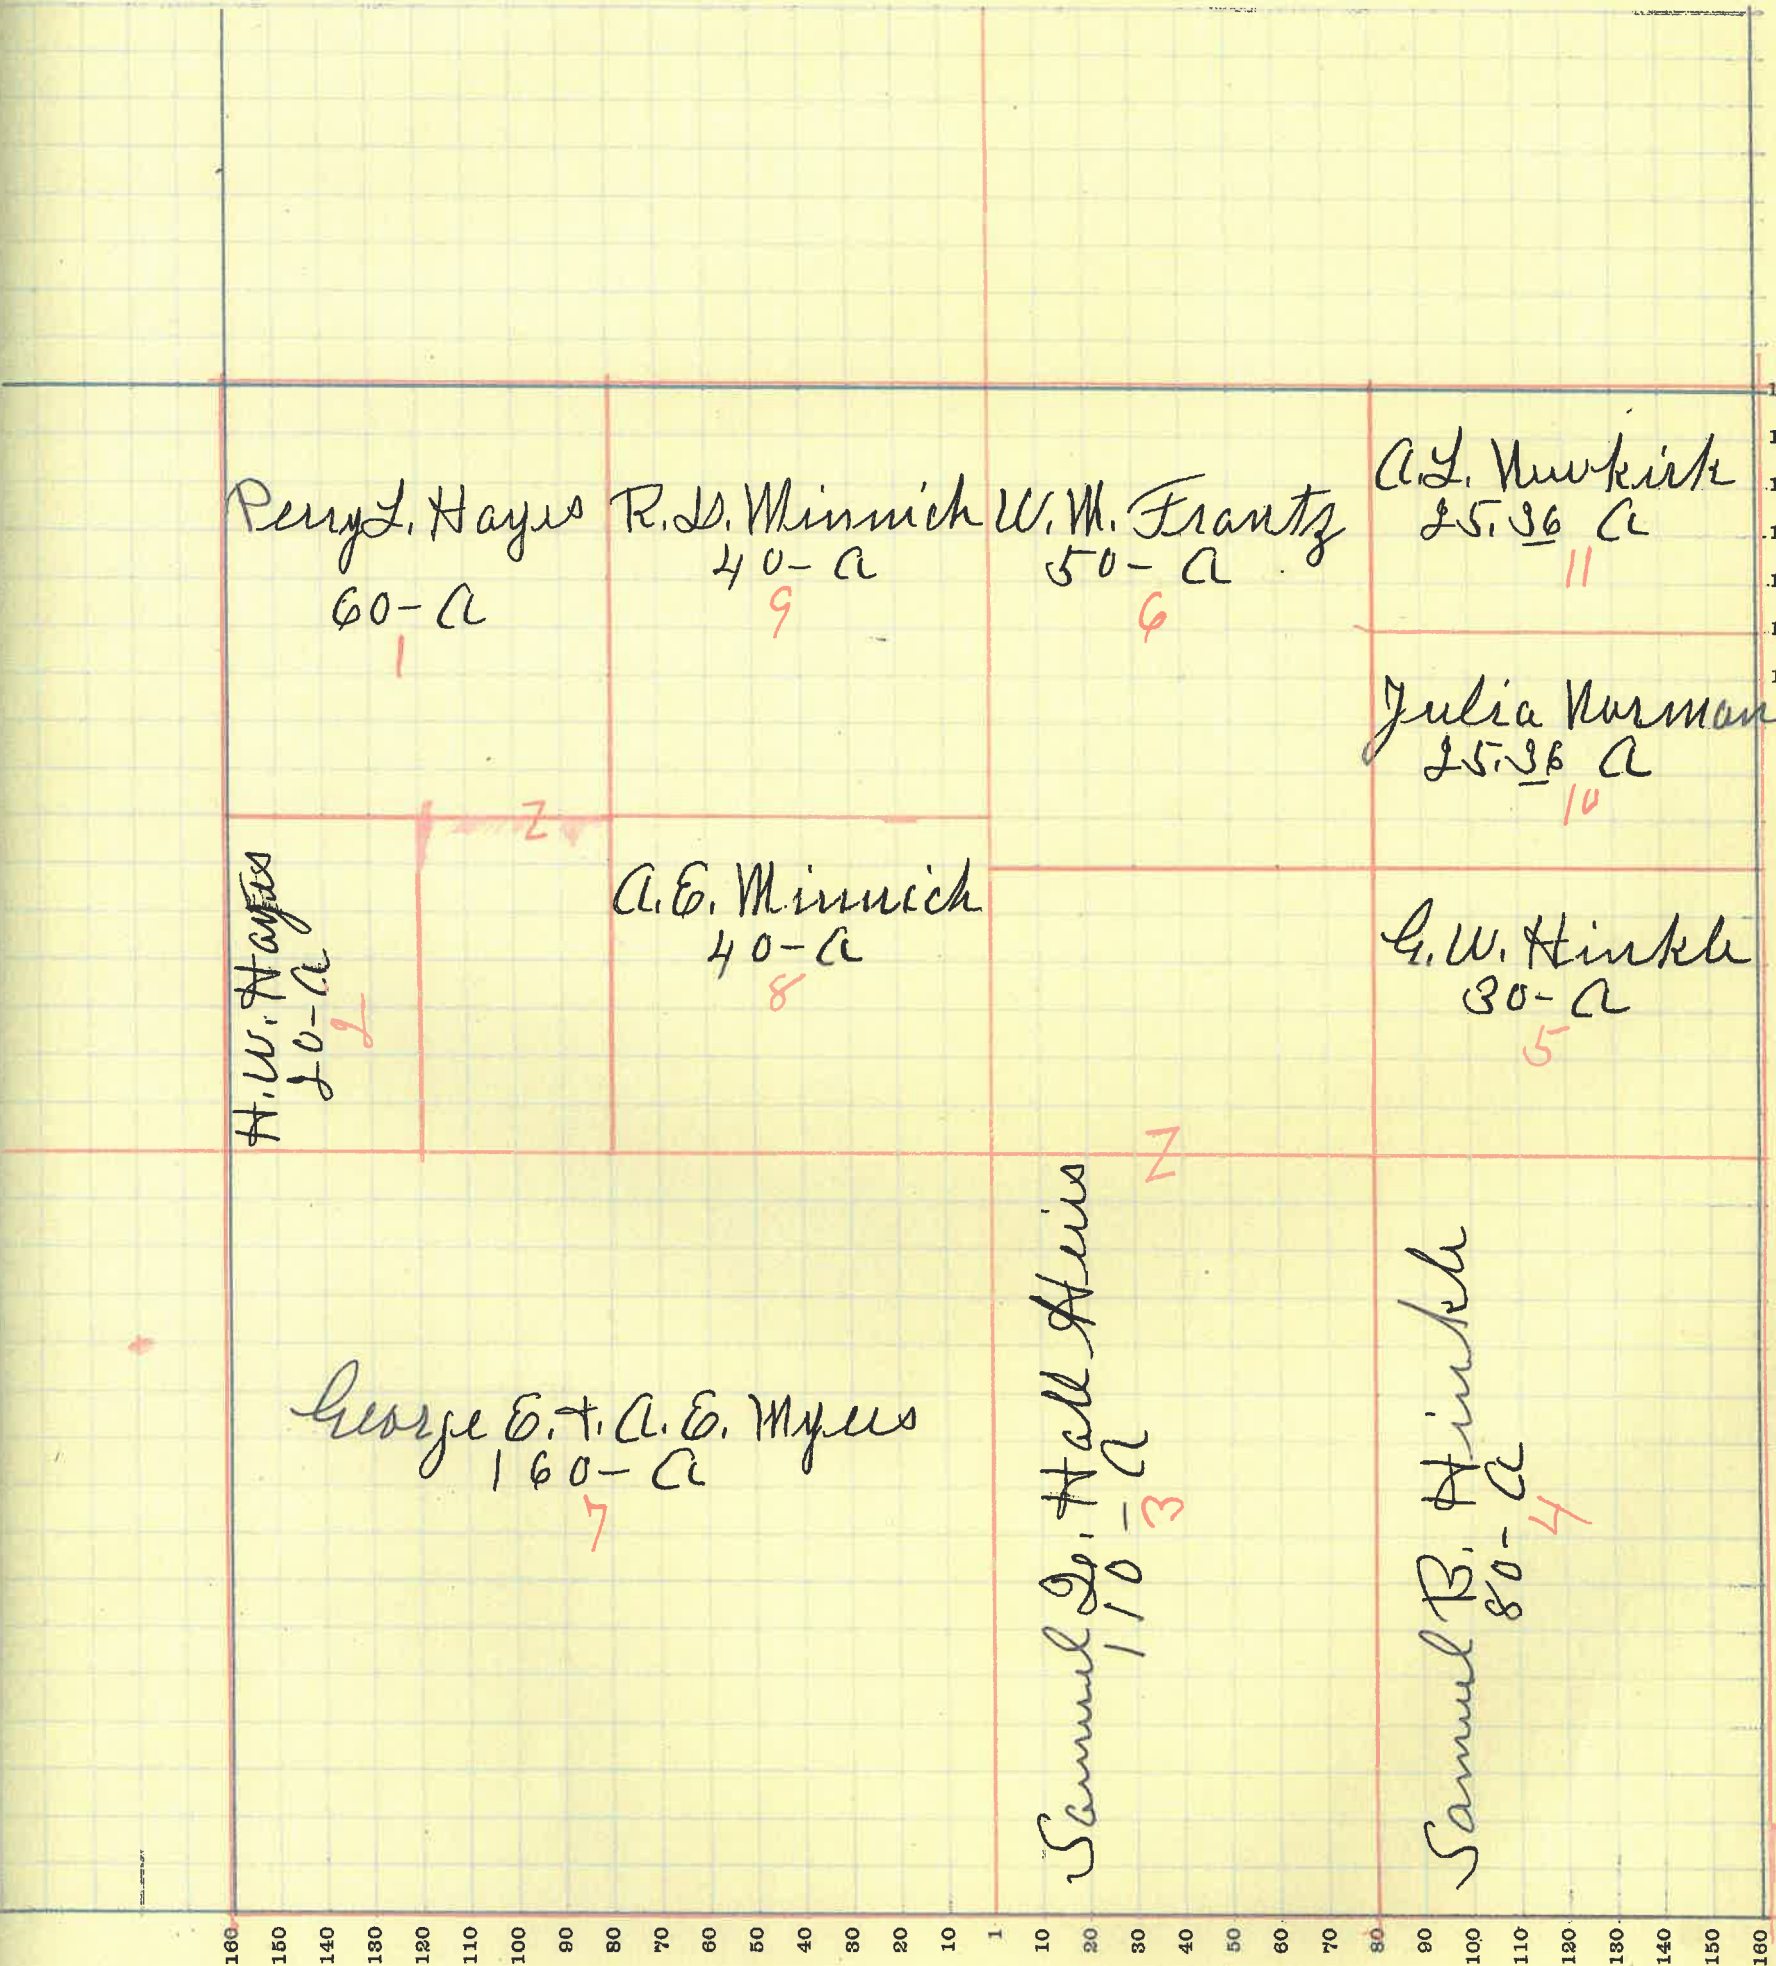 Perry L. Hayes
60-A
1
R. D. Minnich
40-A
9
W. M. Frantz
50-A
6
A. L. Newkirk
25.36 A
11
Julia Norman
25.36 A
10
Z
H. W. Hayes
20-A
2
A. E. Minnich
40-A
8
G. W. Hinkle
30-A
5
Z
George E. + A. E. Myers
160-A
7
Samuel Q. Hall Heirs
110-A
3
Samuel B. Hinkle
80-A
4
160 150 140 130 120 110 100 90 80 70 60 50 40 30 20 10 1 10 20 30 40 50 60 70 80 90 100 110 120 130 140 150 160